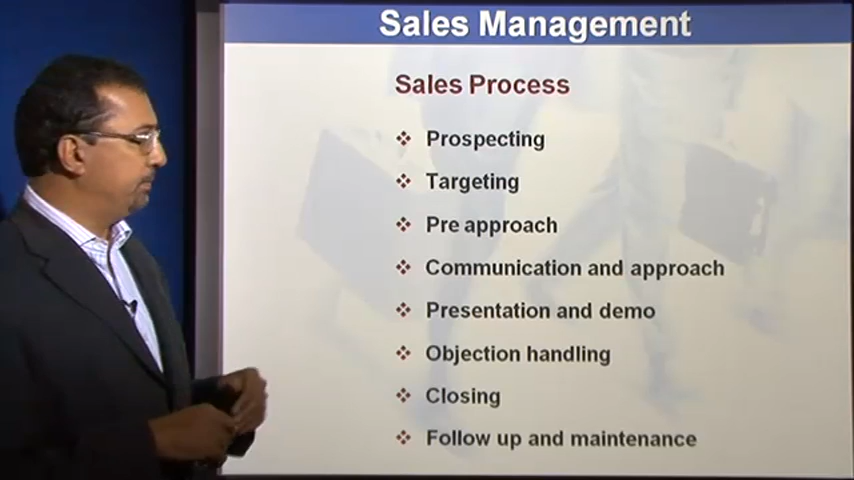 Sales Management
Sales Process
Prospecting
Targeting
Pre approach
Communication and approach
Presentation and demo
Objection handling
Closing
Follow up and maintenance